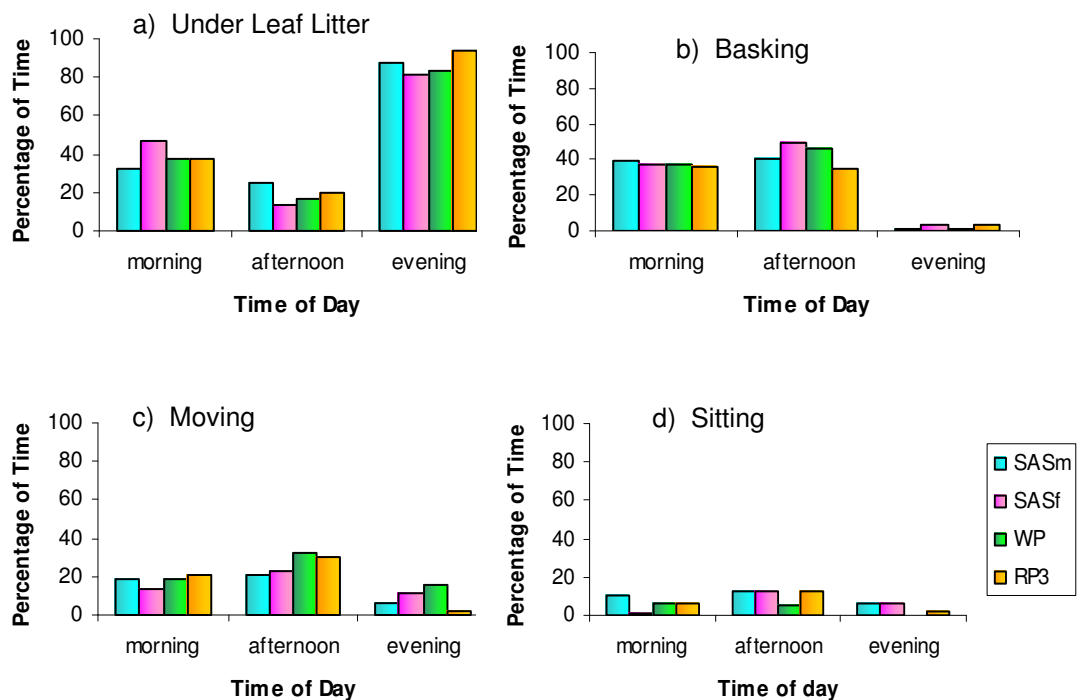 a) Under Leaf Litter
Percentage of Time
100
80
60
40
20
0
morning afternoon evening
Time of Day
b) Basking
Percentage of Time
100
80
60
40
20
0
morning afternoon evening
Time of Day
c) Moving
Percentage of Time
100
80
60
40
20
0
morning afternoon evening
Time of Day
d) Sitting
Percentage of Time
100
80
60
40
20
0
morning afternoon evening
Time of day
SASm
SASf
WP
RP3